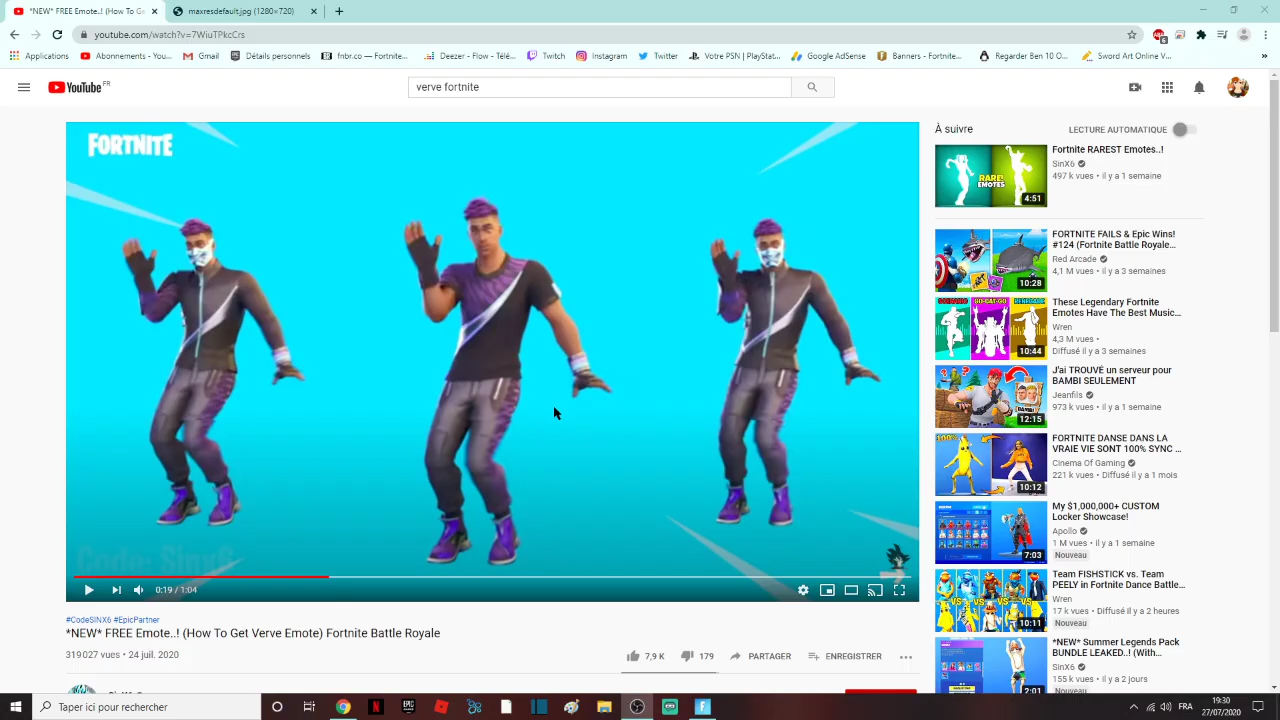 *NEW* FREE Emote..! (How To G
maxresdefault.jpg (1280×720)
youtube.com/watch?v=7WiuTPkcCrs
Applications
Abonnements - You...
Gmail
Détails personnels
fnbr.co — Fortnite...
Deezer - Flow - Télé...
Twitch
Instagram
Twitter
Votre PSN | PlayStat...
Google AdSense
Banners - Fortnite...
Regarder Ben 10 O...
Sword Art Online V...
YouTube FR
verve fortnite
FORTNITE
À suivre
LECTURE AUTOMATIQUE
Fortnite RAREST Emotes..!
SinX6
497 k vues • il y a 1 semaine
RARE EMOTES
4:51
FORTNITE FAILS & Epic Wins!
#124 (Fortnite Battle Royale...
Red Arcade
4,1 M vues • il y a 3 semaines
10:28
These Legendary Fortnite
Emotes Have The Best Music...
Wren
4,3 M vues •
Diffusé il y a 3 semaines
10:44
J'ai TROUVÉ un serveur pour
BAMBI SEULEMENT
Jeanfils
973 k vues • il y a 1 semaine
12:15
FORTNITE DANSE DANS LA
VRAIE VIE SONT 100% SYNC ...
Cinema Of Gaming
221 k vues • Diffusé il y a 1 mois
100%
10:12
My $1,000,000+ CUSTOM
Locker Showcase!
Apollo
1 M vues • il y a 1 semaine
Nouveau
7:03
Team FISHSTICK vs. Team
PEELY in Fortnite Dance Battle...
Wren
17 k vues • Diffusé il y a 2 heures
Nouveau
10:11
*NEW* Summer Legends Pack
BUNDLE LEAKED..! (With...
SinX6
155 k vues • il y a 2 jours
Nouveau
2:01
0:19 / 1:04
#CodeSINX6 #EpicPartner
*NEW* FREE Emote..! (How To Get Verve Emote) Fortnite Battle Royale
319 027 vues • 24 juil. 2020
7,9 K
179
PARTAGER
ENREGISTRER
Taper ici pour rechercher
FRA
19:30
27/07/2020